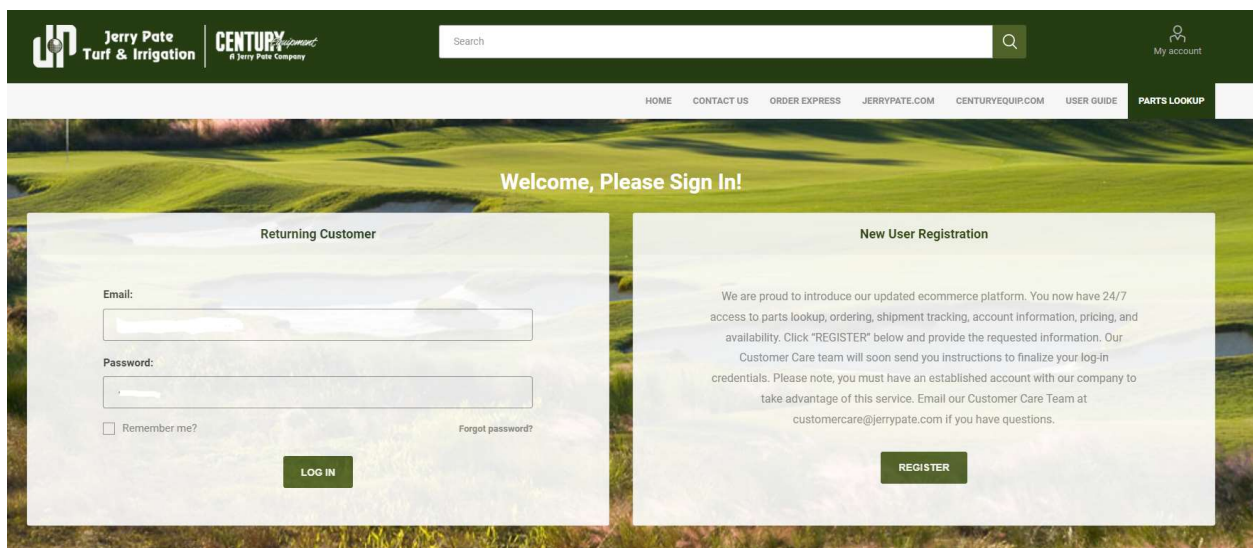 Jerry Pate
Turf & Irrigation
CENTURY Equipment
A Jerry Pate Company
Search
My account
HOME CONTACT US ORDER EXPRESS JERRYPATE.COM CENTURYEQUIP.COM USER GUIDE PARTS LOOKUP
Welcome, Please Sign In!
Returning Customer
Email:
Password:
Remember me? Forgot password?
LOG IN
New User Registration
We are proud to introduce our updated ecommerce platform. You now have 24/7
access to parts lookup, ordering, shipment tracking, account information, pricing, and
availability. Click "REGISTER" below and provide the requested information. Our
Customer Care team will soon send you instructions to finalize your log-in
credentials. Please note, you must have an established account with our company to
take advantage of this service. Email our Customer Care Team at
customercare@jerrypate.com if you have questions.
REGISTER